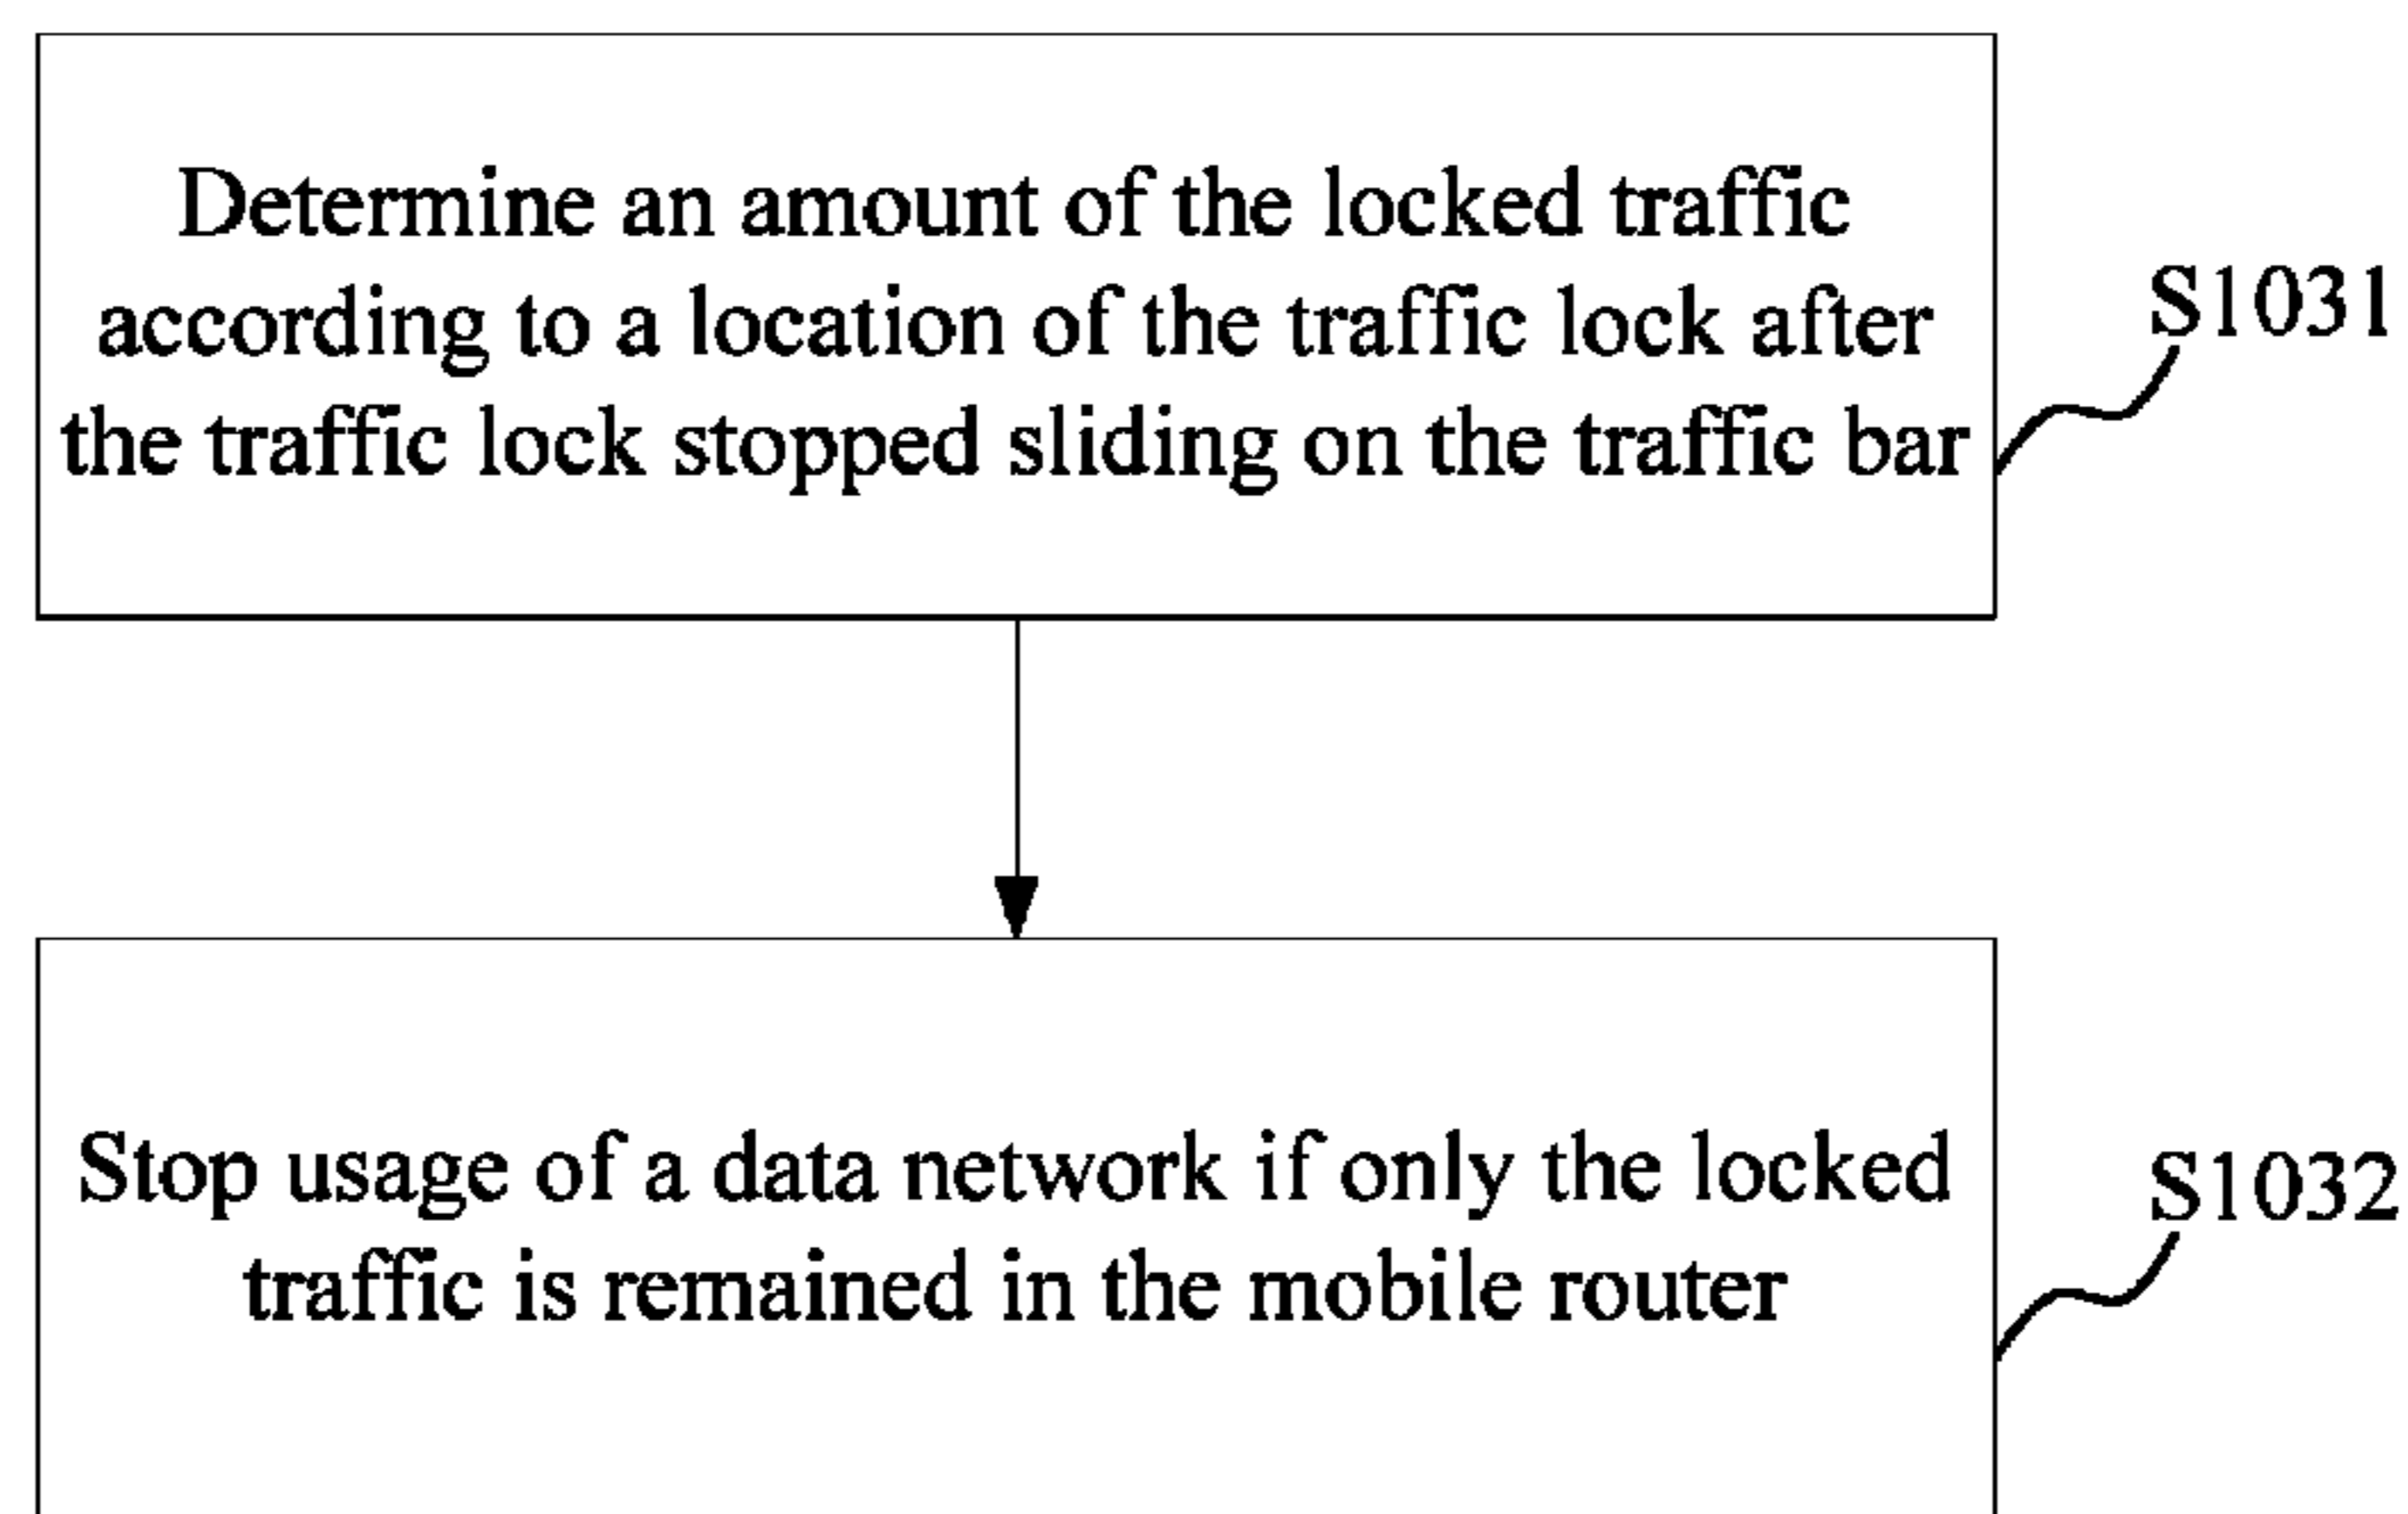 Determine an amount of the locked traffic
according to a location of the traffic lock after
the traffic lock stopped sliding on the traffic bar
S1031
Stop usage of a data network if only the locked
traffic is remained in the mobile router
S1032